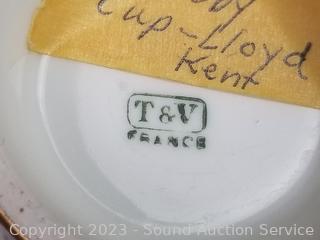 Cup-Lloyd
Kent
T & V
FRANCE
Copyright 2023 - Sound Auction Service